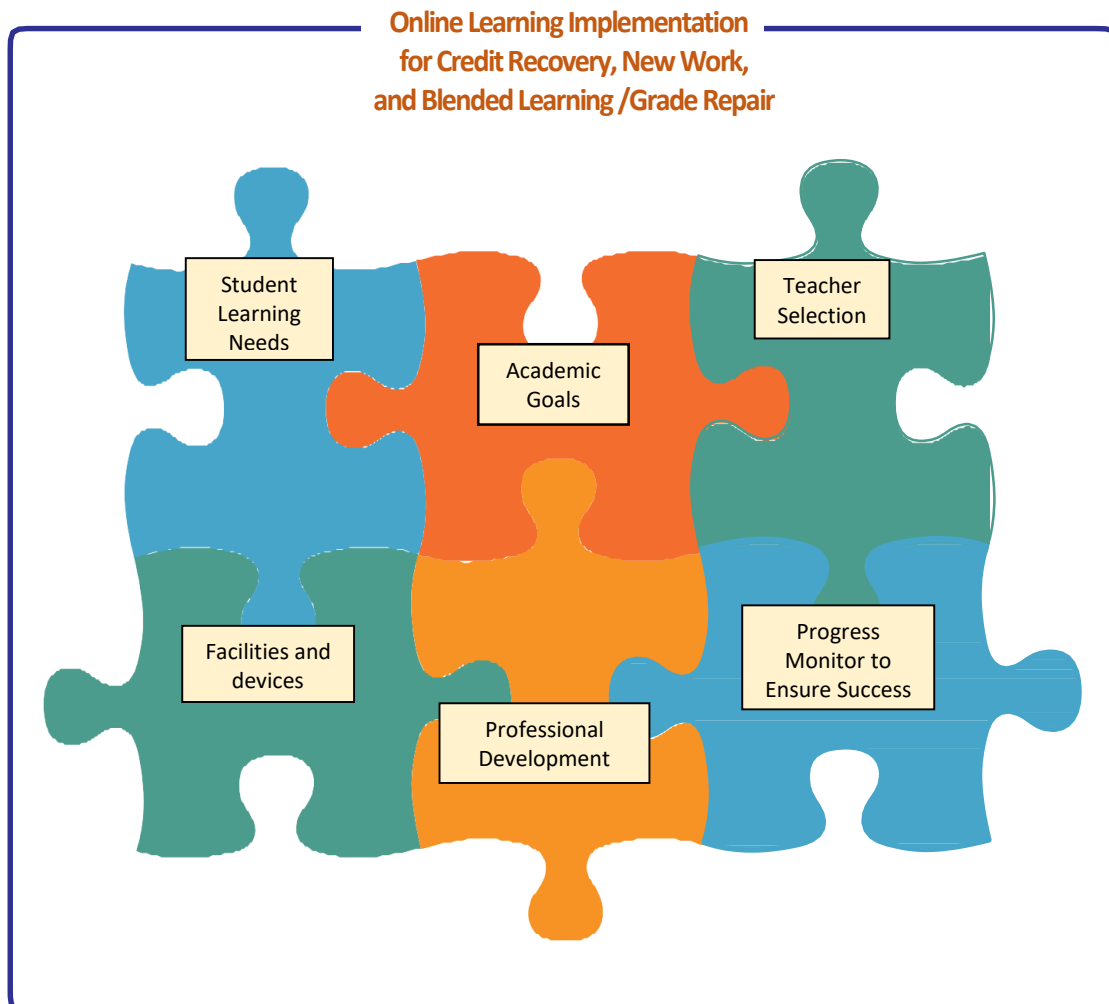 Online Learning Implementation
for Credit Recovery, New Work,
and Blended Learning /Grade Repair
Student
Learning
Needs
Academic
Goals
Teacher
Selection
Facilities and
devices
Professional
Development
Progress
Monitor to
Ensure Success